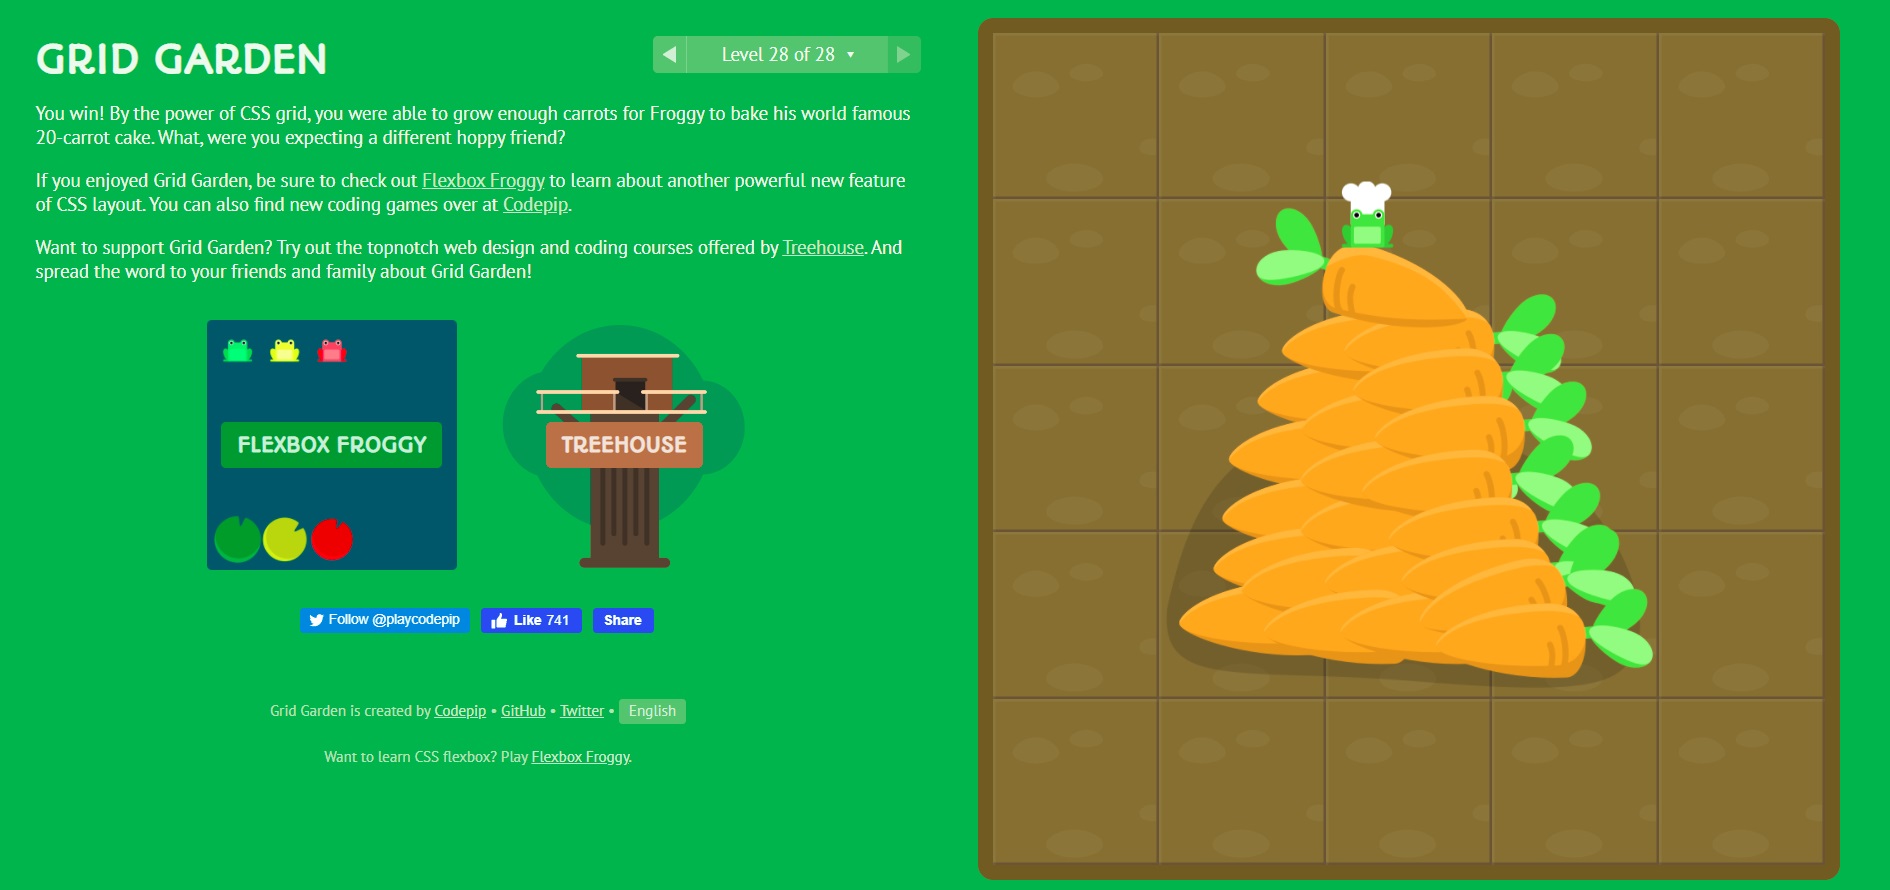 GRID GARDEN
Level 28 of 28
You win! By the power of CSS grid, you were able to grow enough carrots for Froggy to bake his world famous
20-carrot cake. What, were you expecting a different hoppy friend?
If you enjoyed Grid Garden, be sure to check out Flexbox Froggy to learn about another powerful new feature
of CSS layout. You can also find new coding games over at Codepip.
Want to support Grid Garden? Try out the topnotch web design and coding courses offered by Treehouse. And
spread the word to your friends and family about Grid Garden!
FLEXBOX FROGGY
TREEHOUSE
Follow @playcodepip
Like 741
Share
Grid Garden is created by Codepip • GitHub • Twitter • English
Want to learn CSS flexbox? Play Flexbox Froggy.